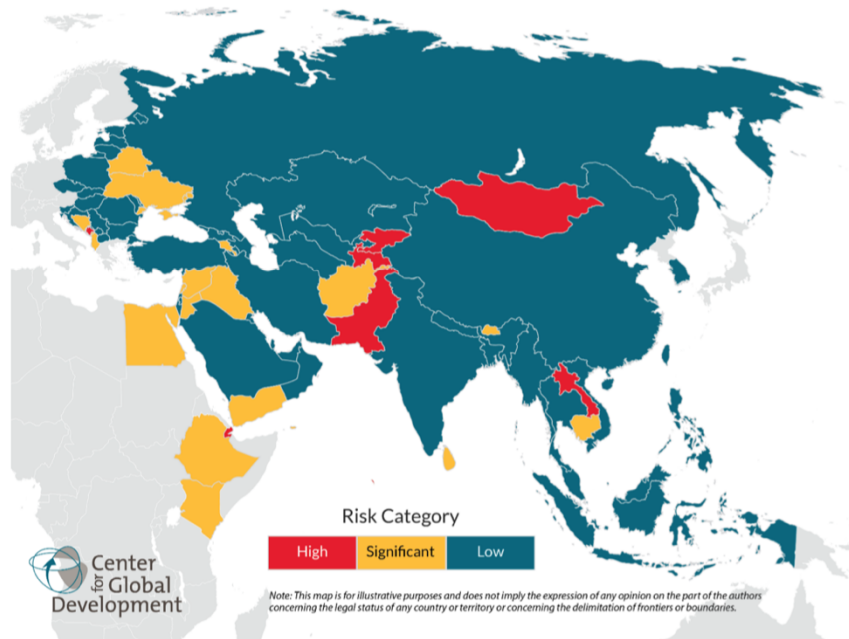 Risk Category
High
Significant
Low
Center
for Global
Development
Note: This map is for illustrative purposes and does not imply the expression of any opinion on the part of the authors
concerning the legal status of any country or territory or concerning the delimitation of frontiers or boundaries.